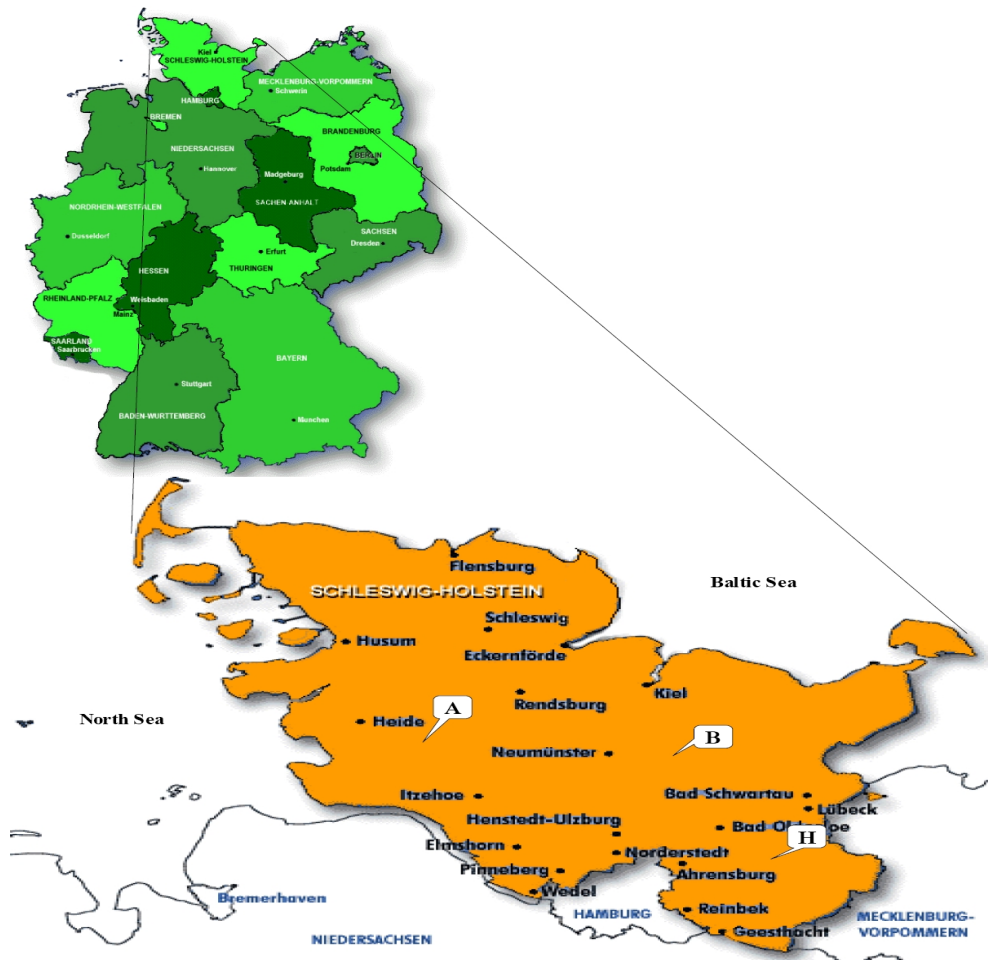 Kiel
SCHLESWIG-HOLSTEIN
MECKLENBURG-VORPOMMERN
Schwerin
HAMBURG
BREMEN
BRANDENBURG
NIEDERSACHSEN
BERLIN
Hannover
Potsdam
Madgeburg
NORDRHEIN-WESTFALEN
SACHEN-ANHALT
Dusseldorf
SACHSEN
Dresden
Erfurt
HESSEN
THURINGEN
RHEINLAND-PFALZ
Weisbaden
Mainz
SAARLAND
Saarbrucken
BAYERN
Stuttgart
BADEN-WURTTEMBERG
Munchen
Flensburg
Baltic Sea
SCHLESWIG-HOLSTEIN
Schleswig
Husum
Eckernförde
Kiel
Rendsburg
A
North Sea
Heide
B
Neumünster
Itzehoe
Bad Schwartau
Lübeck
Henstedt-Ulzburg
Bad Oldesloe
H
Elmshorn
Norderstedt
Pinneberg
Ahrensburg
Wedel
Bremerhaven
Reinbek
HAMBURG
MECKLENBURG-
VORPOMMERN
Geesthacht
NIEDERSACHSEN